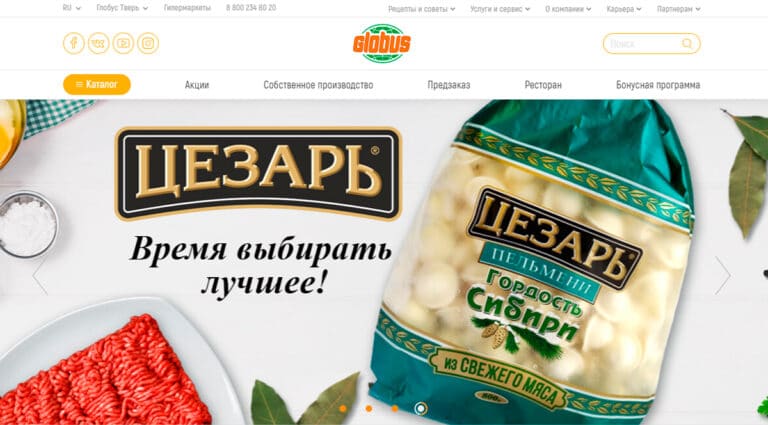 RU
Глобус Тверь
Гипермаркеты
8 800 234 80 20
Рецепты и советы
Услуги и сервис
О компании
Карьера
Партнерам
Globus
Поиск
Каталог
Акции
Собственное производство
Предзаказ
Ресторан
Бонусная программа
ЦЕЗАРЬ®
Время выбирать
лучшее!
ЦЕЗАРЬ
ПЕЛЬМЕНИ
Гордость
Сибири
ИЗ СВЕЖЕГО МЯСА
800г